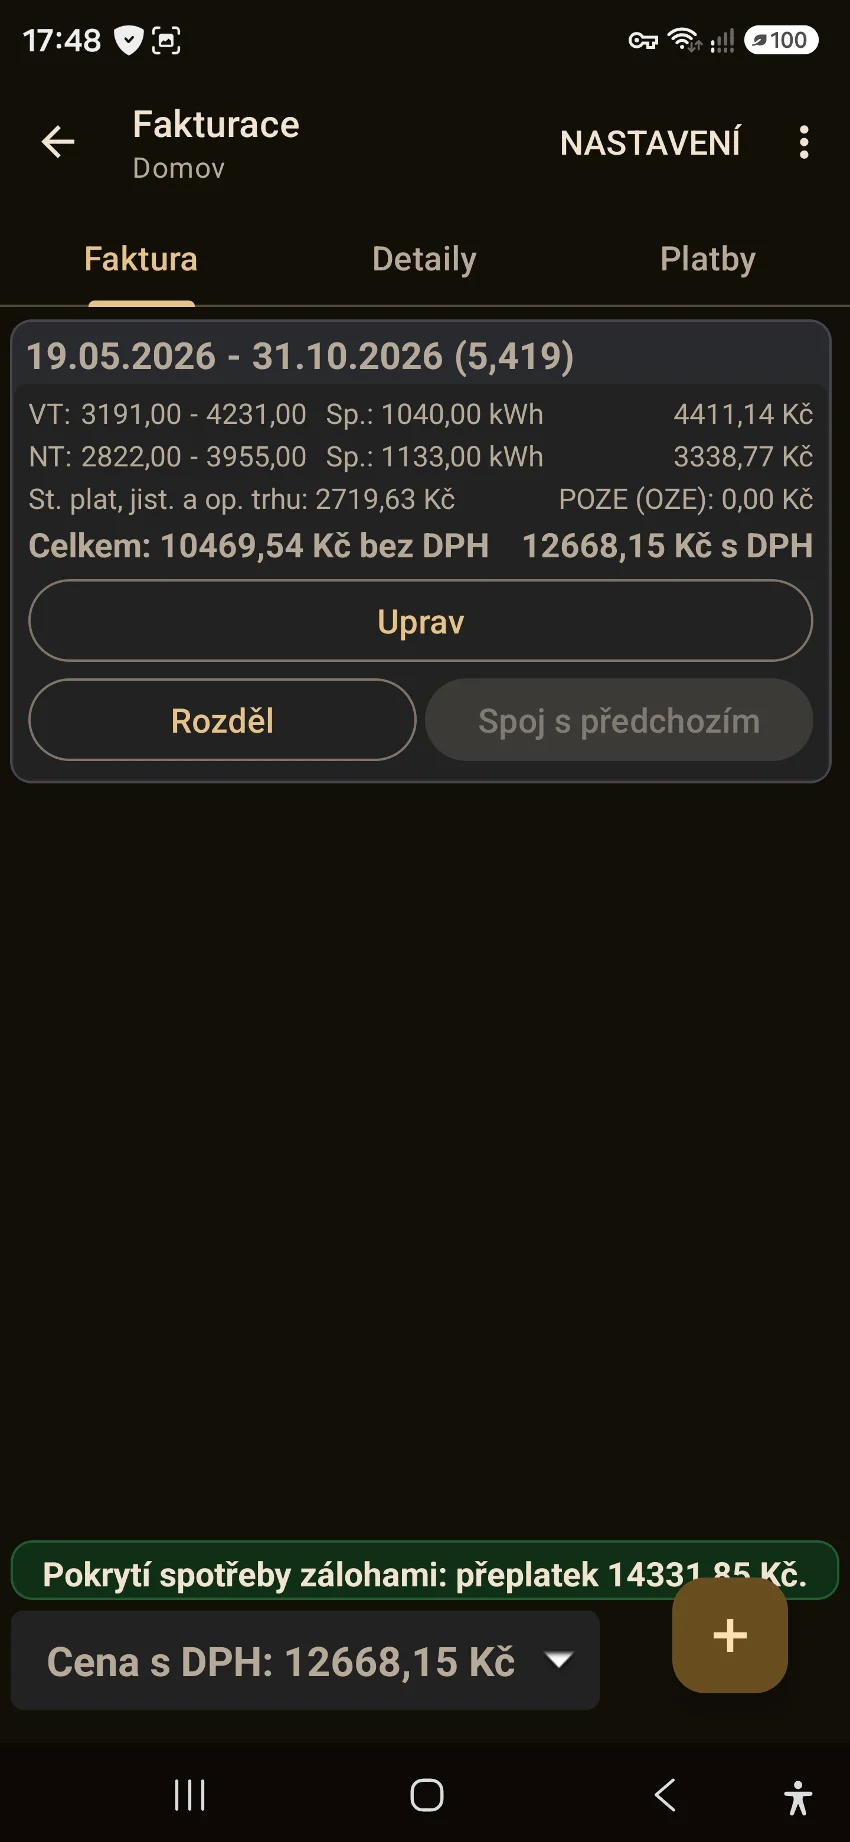 17:48
100
Fakturace
Domov
NASTAVENÍ
Faktura Detaily Platby
19.05.2026 - 31.10.2026 (5,419)
VT: 3191,00 - 4231,00 Sp.: 1040,00 kWh 4411,14 Kč
NT: 2822,00 - 3955,00 Sp.: 1133,00 kWh 3338,77 Kč
St. plat, jist. a op. trhu: 2719,63 Kč POZE (OZE): 0,00 Kč
Celkem: 10469,54 Kč bez DPH 12668,15 Kč s DPH
Uprav
Rozděl Spoj s předchozím
Pokrytí spotřeby zálohami: přeplatek 14331,85 Kč.
Cena s DPH: 12668,15 Kč
+